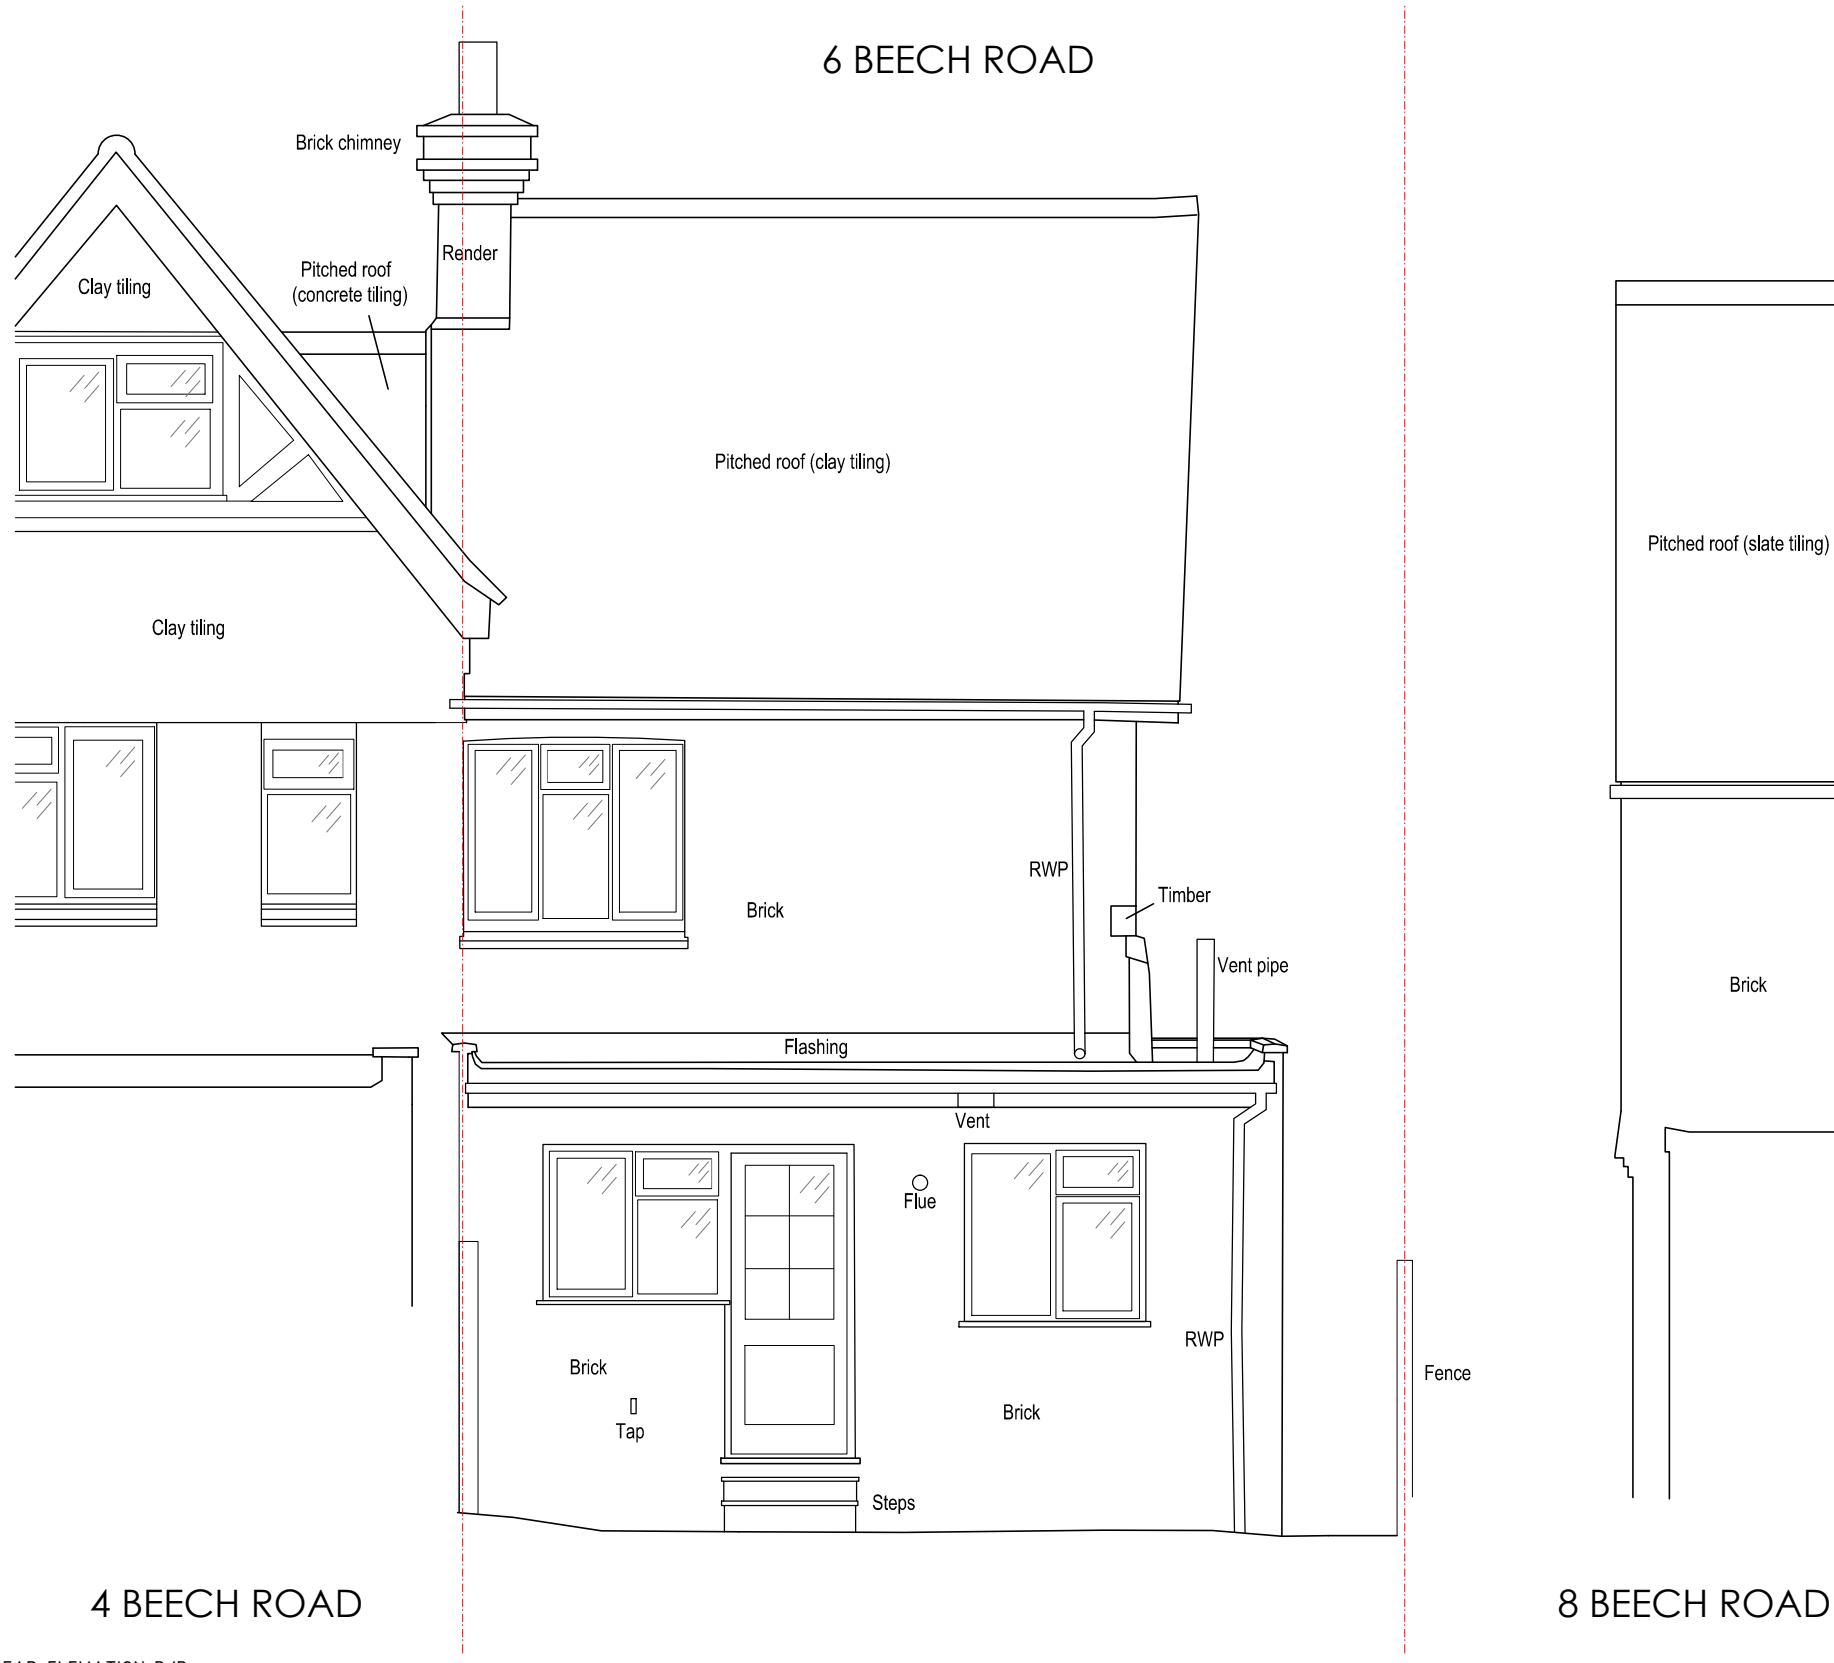 6 BEECH ROAD
Brick chimney
Render
Pitched roof
(concrete tiling)
Clay tiling
Pitched roof (clay tiling)
Pitched roof (slate tiling)
Clay tiling
RWP
Timber
Brick
Vent pipe
Brick
Flashing
Vent
Flue
RWP
Brick
Fence
Brick
Tap
Steps
4 BEECH ROAD
8 BEECH ROAD